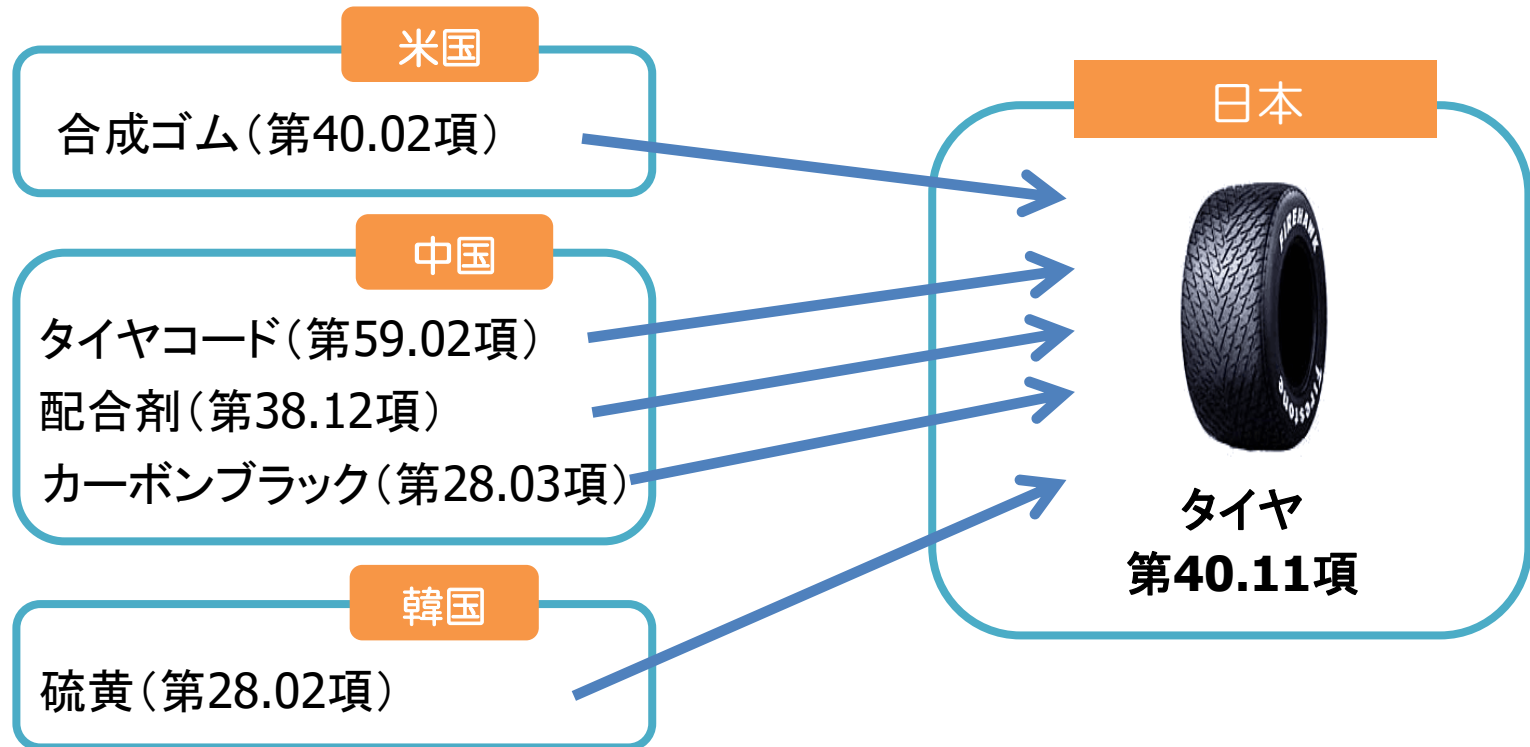 米国
合成ゴム（第40.02項）
中国
タイヤコード（第59.02項）
配合剤（第38.12項）
カーボンブラック（第28.03項）
韓国
硫黄（第28.02項）
日本
FIREHAWK
Firestone
タイヤ
第40.11項